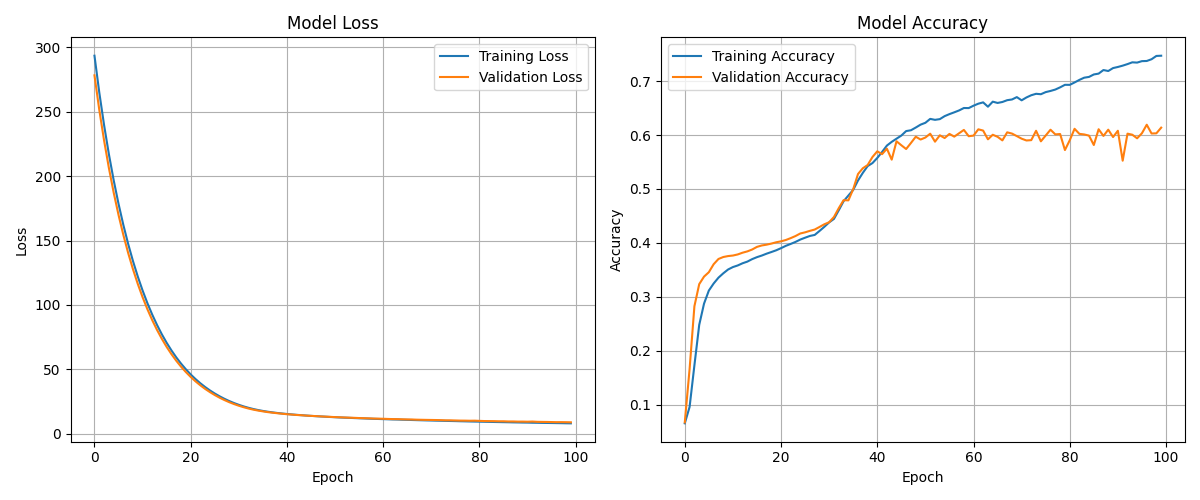 Model Loss
300
250
200
150
100
50
0
Loss
0 20 40 60 80 100
Epoch
Training Loss
Validation Loss
Model Accuracy
0.7
0.6
0.5
0.4
0.3
0.2
0.1
Accuracy
0 20 40 60 80 100
Epoch
Training Accuracy
Validation Accuracy